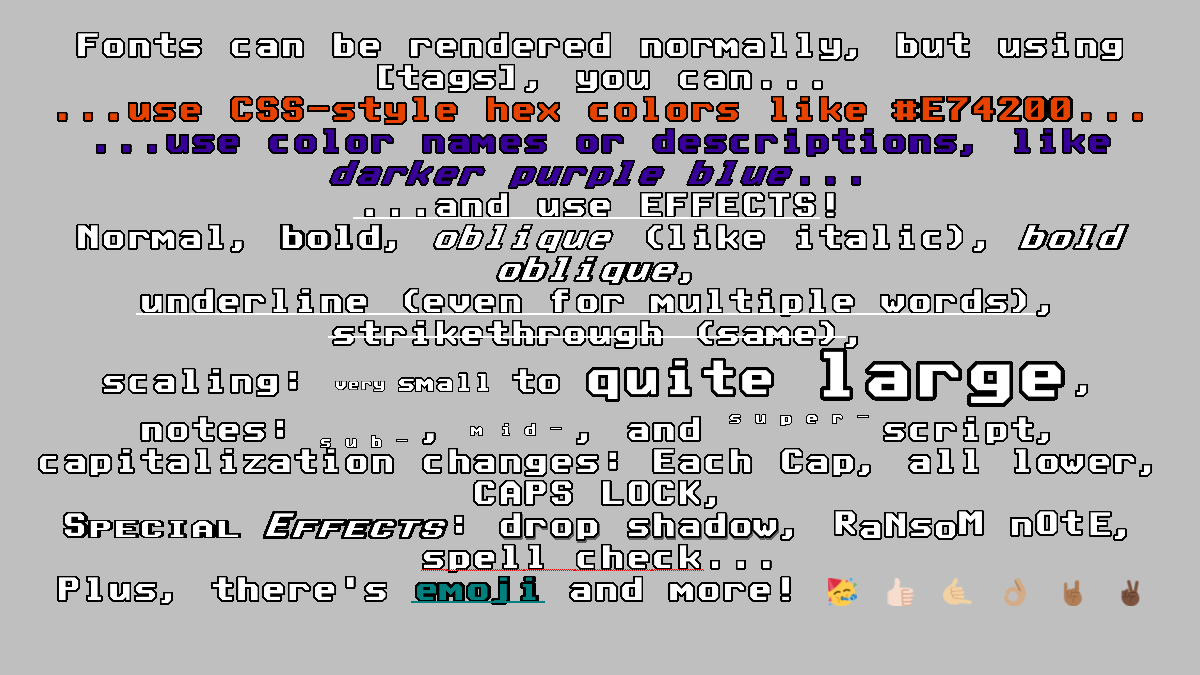 Fonts can be rendered normally, but using
[tags], you can...
...use CSS-style hex colors like #E74200...
...use color names or descriptions, like
darker purple blue...
...and use EFFECTS!
Normal, bold, oblique (like italic), bold
oblique,
underline (even for multiple words),
strikethrough (same),
scaling: very small to quite large,
notes: sub-, mid-, and super-script,
capitalization changes: Each Cap, all lower,
CAPS LOCK,
Special Effects: drop shadow, RaNsoM nOtE,
spell check...
Plus, there's emoji and more! 🥳 👍🏻 🤙🏼 👌🏽 🤘🏾 ✌🏿